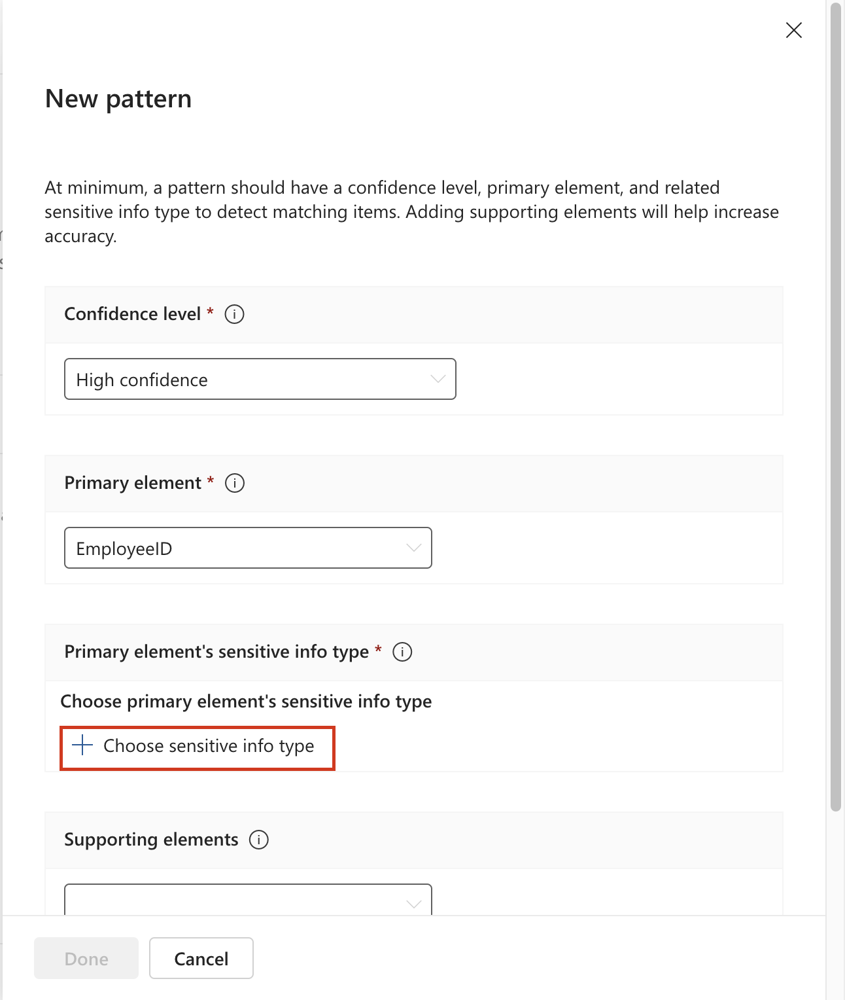 New pattern
At minimum, a pattern should have a confidence level, primary element, and related
sensitive info type to detect matching items. Adding supporting elements will help increase
accuracy.
Confidence level *
High confidence
Primary element *
EmployeeID
Primary element's sensitive info type *
Choose primary element's sensitive info type
Choose sensitive info type
Supporting elements
Done
Cancel